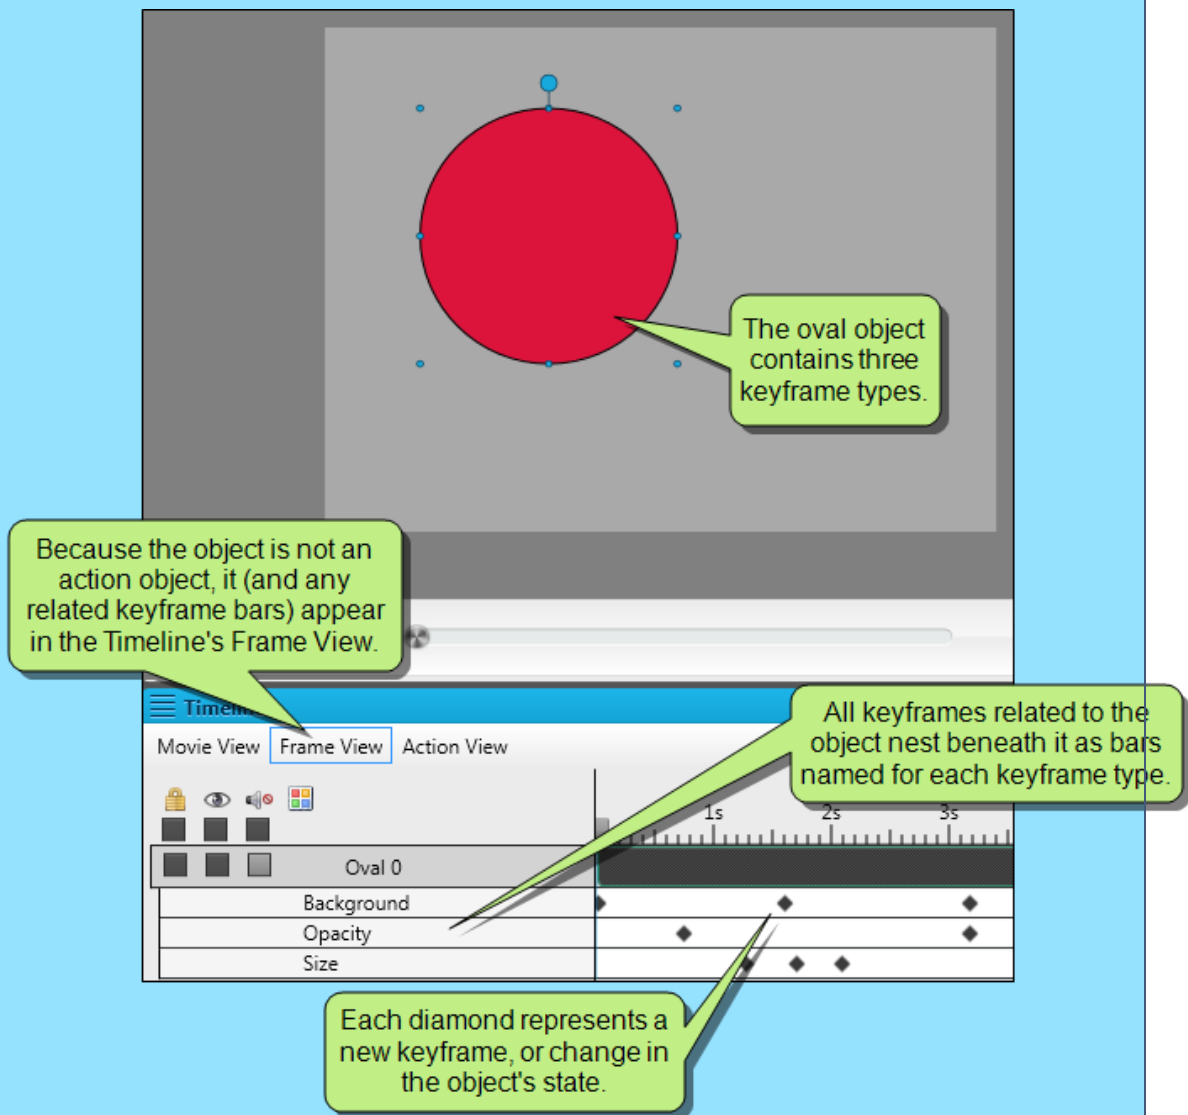 The oval object
contains three
keyframe types.
Because the object is not an
action object, it (and any
related keyframe bars) appear
in the Timeline's Frame View.
All keyframes related to the
object nest beneath it as bars
named for each keyframe type.
Movie View Frame View Action View
1s 2s 3s
Oval 0
Background
Opacity
Size
Each diamond represents a
new keyframe, or change in
the object's state.